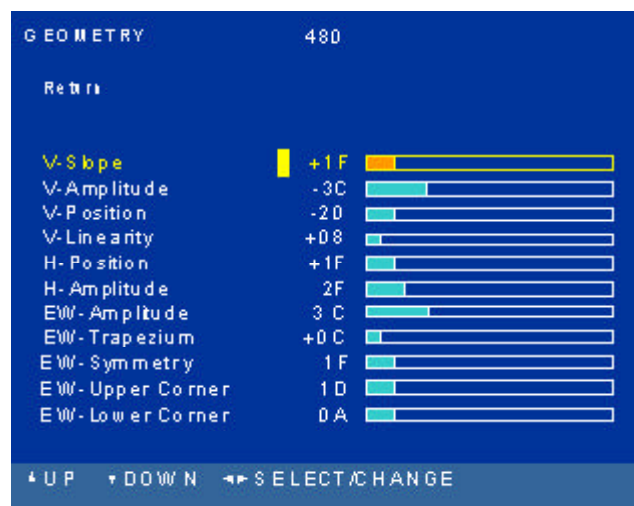 GEOMETRY 480
Return
V-Slope +1F
V-Amplitude -3C
V-Position -20
V-Linearity +08
H-Position +1F
H-Amplitude 2F
EW-Amplitude 3C
EW-Trapezium +0C
EW-Symmetry 1F
EW-Upper Corner 1D
EW-Lower Corner 0A
▲UP ▼DOWN ◄►SELECT/CHANGE